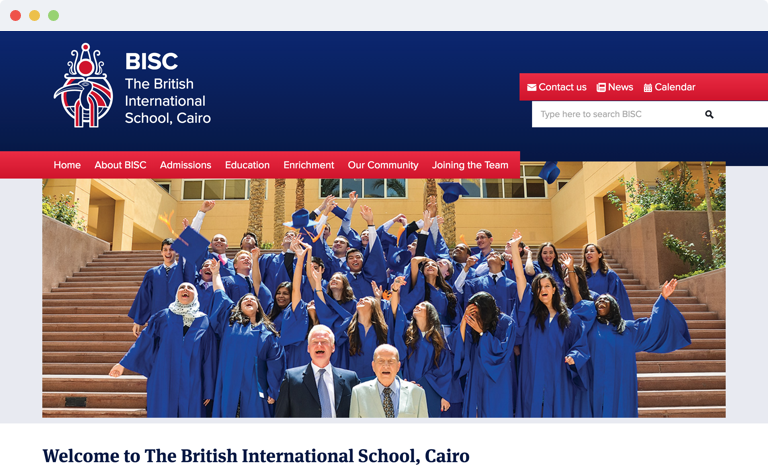 BISC
The British
International
School, Cairo
Contact us News Calendar
Type here to search BISC
Home About BISC Admissions Education Enrichment Our Community Joining the Team
Welcome to The British International School, Cairo